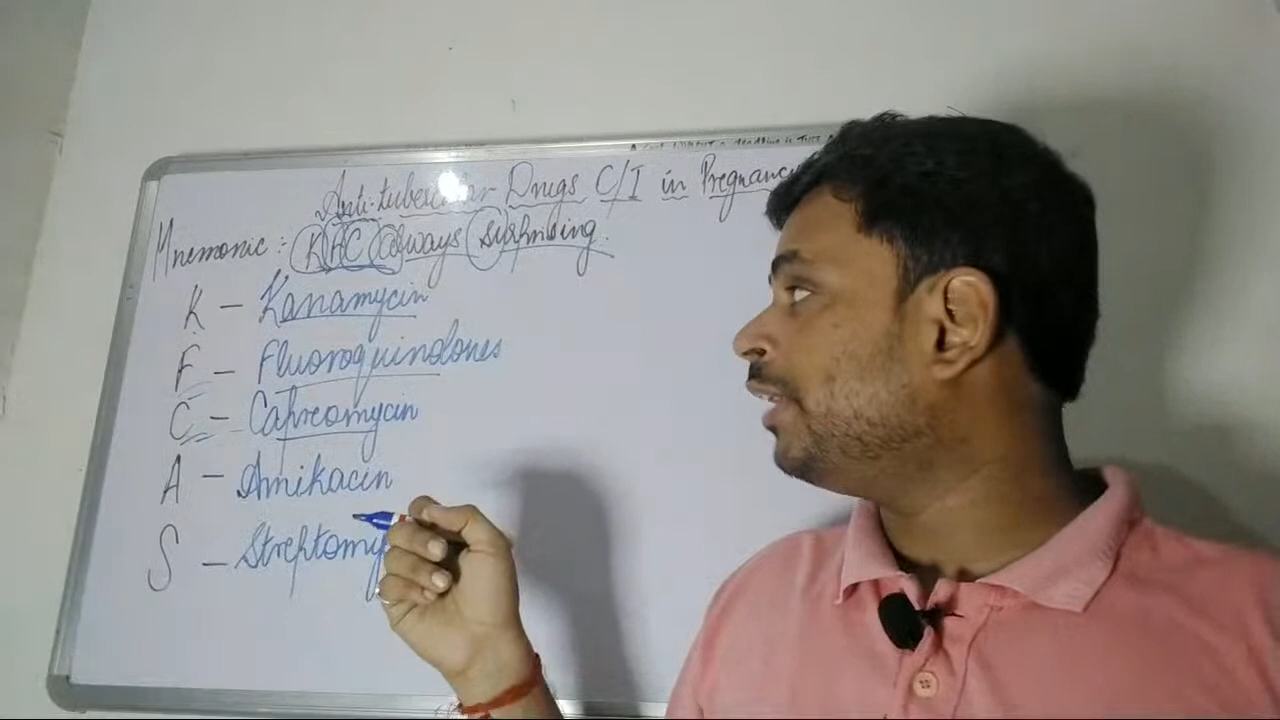 Anti-tubercular Drugs C/I in Pregnancy
Mnemonic :- KFC always surprising.
K - Kanamycin
F - Fluoroquinolones
C - Capreomycin
A - Amikacin
S - Streptomy